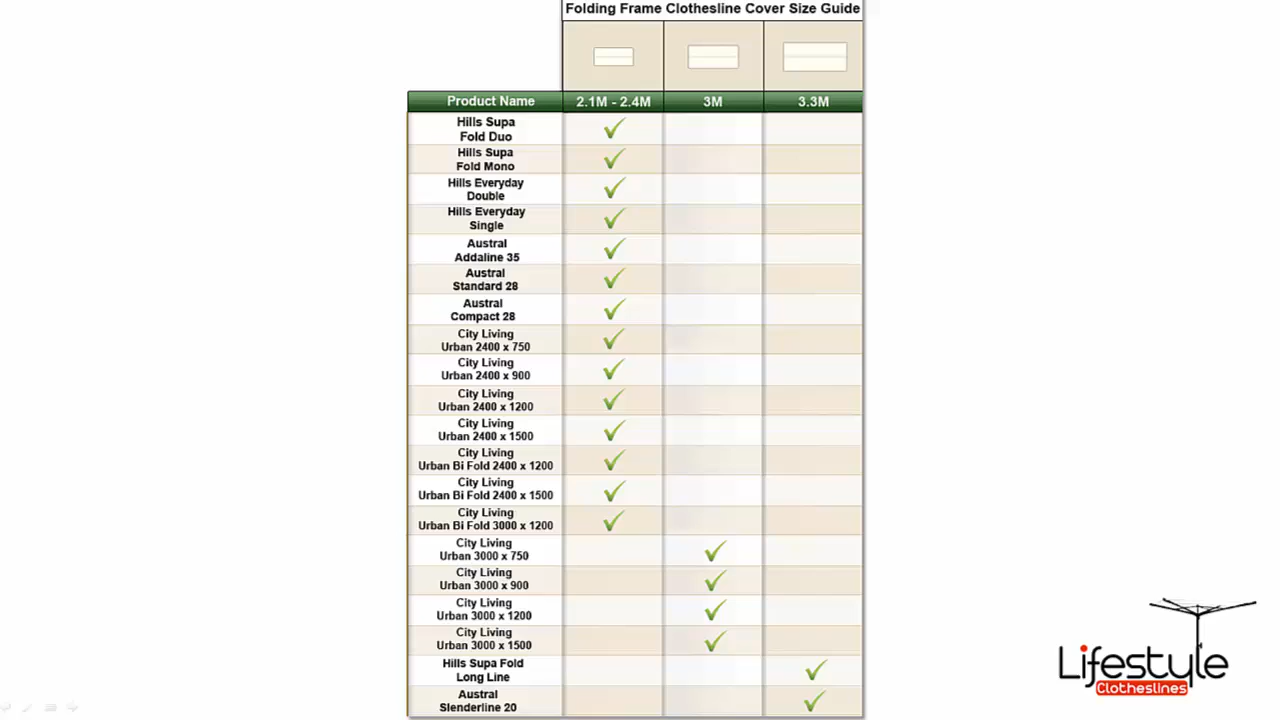 Folding Frame Clothesline Cover Size Guide
Product Name 2.1M - 2.4M 3M 3.3M
Hills Supa
Fold Duo
Hills Supa
Fold Mono
Hills Everyday
Double
Hills Everyday
Single
Austral
Addaline 35
Austral
Standard 28
Austral
Compact 28
City Living
Urban 2400 x 750
City Living
Urban 2400 x 900
City Living
Urban 2400 x 1200
City Living
Urban 2400 x 1500
City Living
Urban Bi Fold 2400 x 1200
City Living
Urban Bi Fold 2400 x 1500
City Living
Urban Bi Fold 3000 x 1200
City Living
Urban 3000 x 750
City Living
Urban 3000 x 900
City Living
Urban 3000 x 1200
City Living
Urban 3000 x 1500
Hills Supa Fold
Long Line
Austral
Slenderline 20
Lifestyle
Clotheslines